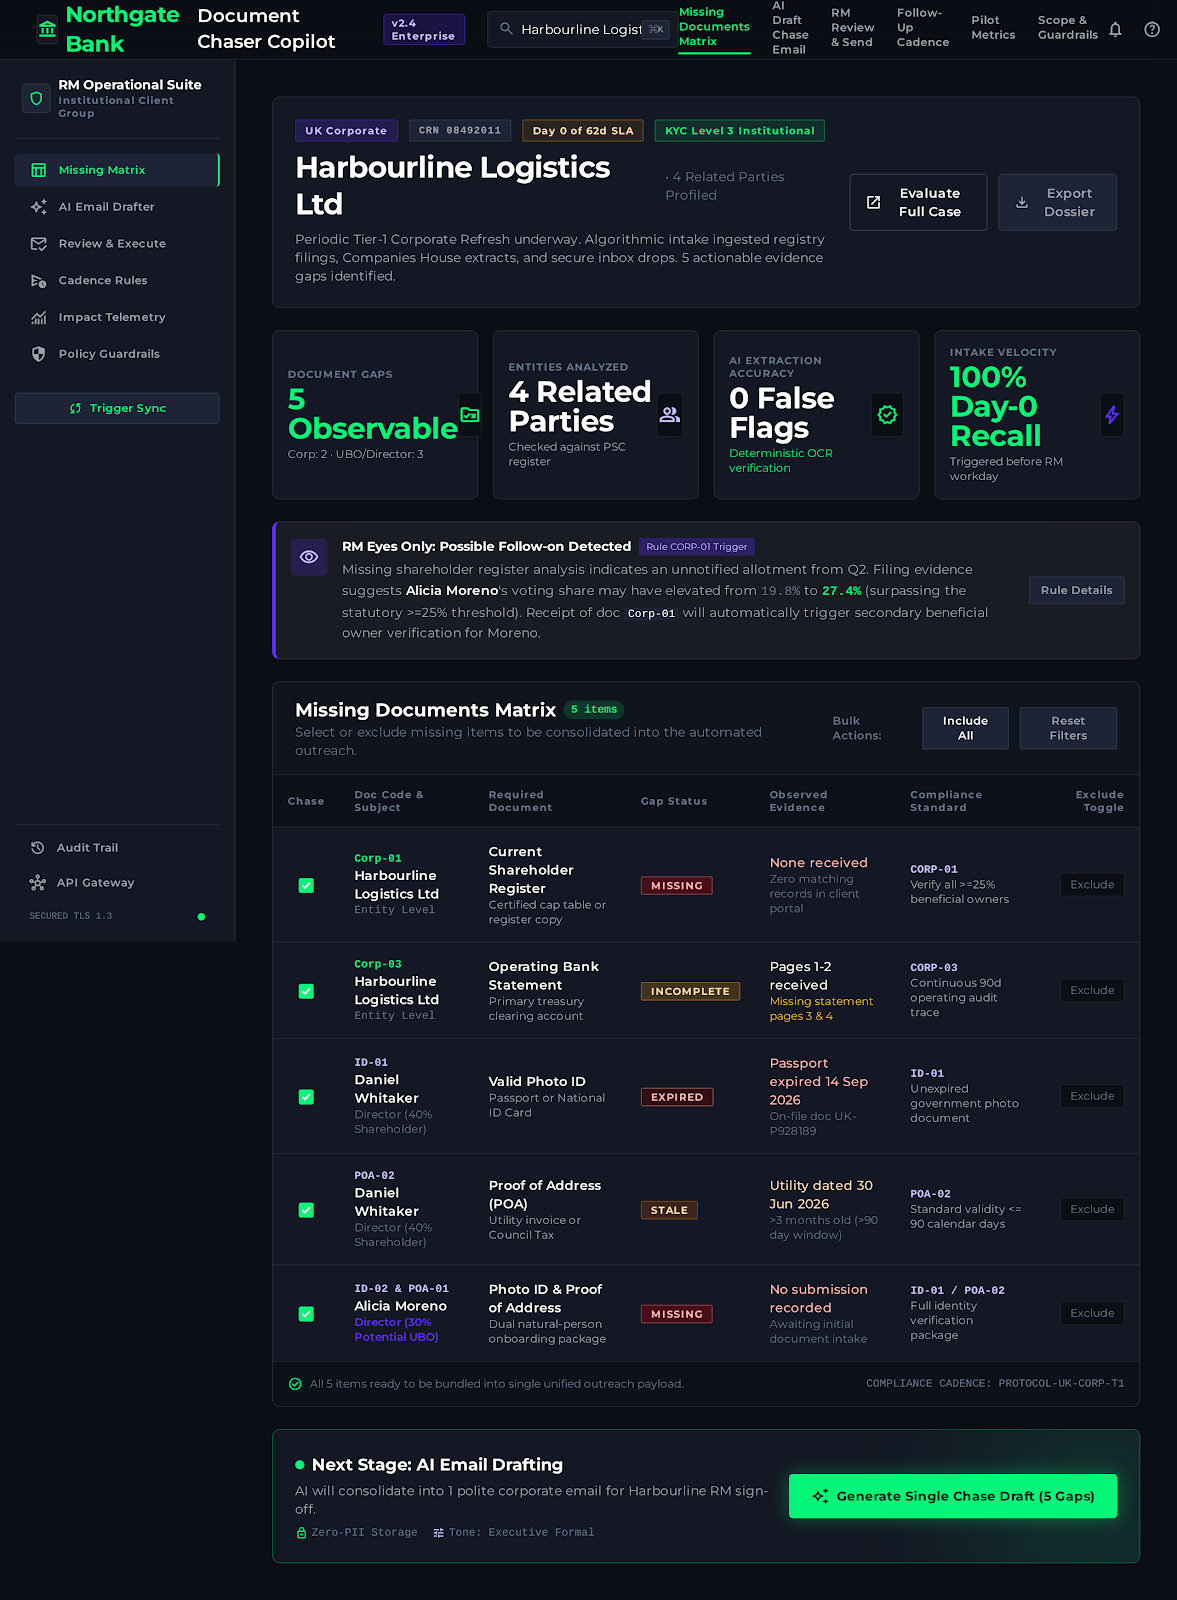 Northgate
Bank
Document
Chaser Copilot
v2.4
Enterprise
Harbourline Logist
⌘K
Missing
Documents
Matrix
AI
Draft
Chase
Email
RM
Review
& Send
Follow-
Up
Cadence
Pilot
Metrics
Scope &
Guardrails
RM Operational Suite
Institutional Client
Group
Missing Matrix
AI Email Drafter
Review & Execute
Cadence Rules
Impact Telemetry
Policy Guardrails
Trigger Sync
Audit Trail
API Gateway
SECURED TLS 1.3
UK Corporate
CRN 08492011
Day 0 of 62d SLA
KYC Level 3 Institutional
Harbourline Logistics
Ltd
• 4 Related Parties
Profiled
Periodic Tier-1 Corporate Refresh underway. Algorithmic intake ingested registry
filings, Companies House extracts, and secure inbox drops. 5 actionable evidence
gaps identified.
Evaluate
Full Case
Export
Dossier
DOCUMENT GAPS
5
Observable
Corp: 2 · UBO/Director: 3
ENTITIES ANALYZED
4 Related
Parties
Checked against PSC
register
AI EXTRACTION
ACCURACY
0 False
Flags
Deterministic OCR
verification
INTAKE VELOCITY
100%
Day-0
Recall
Triggered before RM
workday
RM Eyes Only: Possible Follow-on Detected
Rule CORP-01 Trigger
Missing shareholder register analysis indicates an unnotified allotment from Q2. Filing evidence
suggests Alicia Moreno's voting share may have elevated from 19.8% to 27.4% (surpassing the
statutory >=25% threshold). Receipt of doc Corp-01 will automatically trigger secondary beneficial
owner verification for Moreno.
Rule Details
Missing Documents Matrix
5 items
Select or exclude missing items to be consolidated into the automated
outreach.
Bulk
Actions:
Include
All
Reset
Filters
Chase
Doc Code &
Subject
Required
Document
Gap Status
Observed
Evidence
Compliance
Standard
Exclude
Toggle
Corp-01
Harbourline
Logistics Ltd
Entity Level
Current
Shareholder
Register
Certified cap table or
register copy
MISSING
None received
Zero matching
records in client
portal
CORP-01
Verify all >=25%
beneficial owners
Exclude
Corp-03
Harbourline
Logistics Ltd
Entity Level
Operating Bank
Statement
Primary treasury
clearing account
INCOMPLETE
Pages 1-2
received
Missing statement
pages 3 & 4
CORP-03
Continuous 90d
operating audit
trace
Exclude
ID-01
Daniel
Whitaker
Director (40%
Shareholder)
Valid Photo ID
Passport or National
ID Card
EXPIRED
Passport
expired 14 Sep
2026
On-file doc UK-
P928189
ID-01
Unexpired
government photo
document
Exclude
POA-02
Daniel
Whitaker
Director (40%
Shareholder)
Proof of Address
(POA)
Utility invoice or
Council Tax
STALE
Utility dated 30
Jun 2026
>3 months old (>90
day window)
POA-02
Standard validity <=
90 calendar days
Exclude
ID-02 & POA-01
Alicia Moreno
Director (30%
Potential UBO)
Photo ID & Proof
of Address
Dual natural-person
onboarding package
MISSING
No submission
recorded
Awaiting initial
document intake
ID-01 / POA-02
Full identity
verification
package
Exclude
All 5 items ready to be bundled into single unified outreach payload.
COMPLIANCE CADENCE: PROTOCOL-UK-CORP-T1
Next Stage: AI Email Drafting
AI will consolidate into 1 polite corporate email for Harbourline RM sign-
off.
Zero-PII Storage
Tone: Executive Formal
Generate Single Chase Draft (5 Gaps)